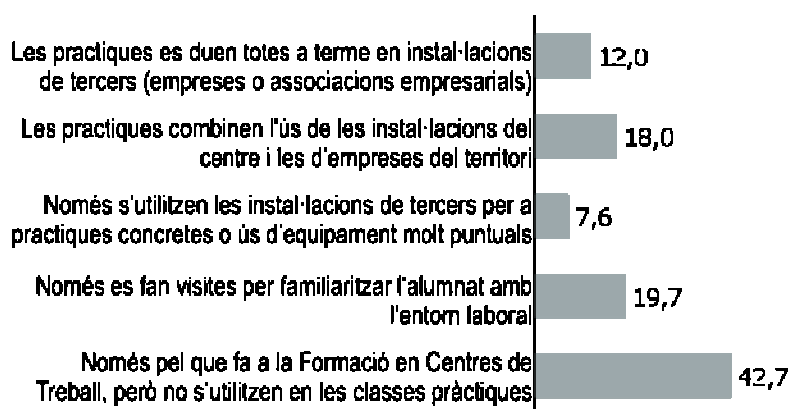 Les practiques es duen totes a terme en instal·lacions
de tercers (empreses o associacions empresarials)
12,0
Les practiques combinen l'ús de les instal·lacions del
centre i les d'empreses del territori
18,0
Només s'utilitzen les instal·lacions de tercers per a
practiques concretes o ús d'equipament molt puntuals
7,6
Només es fan visites per familiaritzar l'alumnat amb
l'entorn laboral
19,7
Només pel que fa a la Formació en Centres de
Treball, però no s'utilitzen en les classes pràctiques
42,7